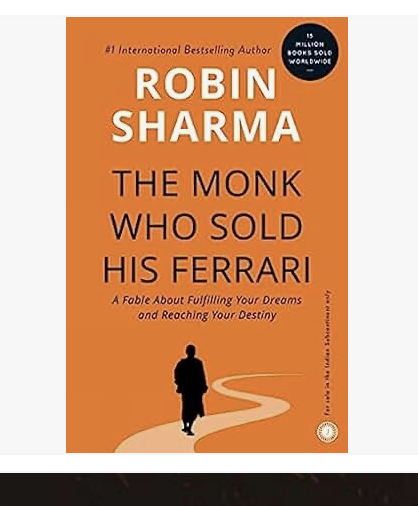 #1 International Bestselling Author
15
MILLION
BOOKS SOLD
WORLDWIDE
ROBIN
SHARMA
THE MONK
WHO SOLD
HIS FERRARI
A Fable About Fulfilling Your Dreams
and Reaching Your Destiny
For sale in the Indian Subcontinent only